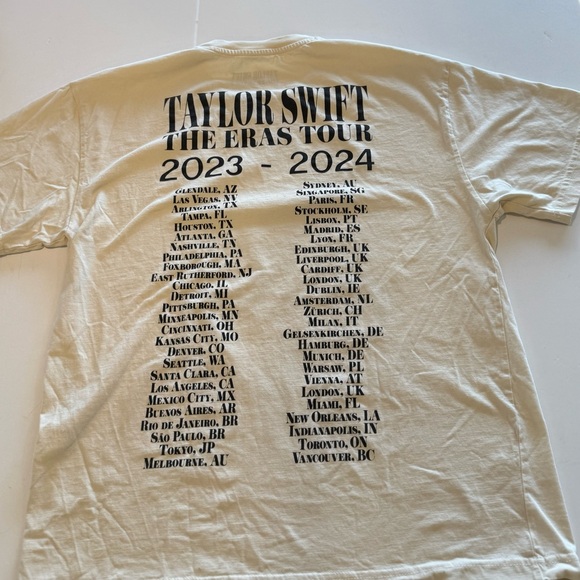 TAYLOR SWIFT
THE ERAS TOUR
2023 - 2024
GLENDALE, AZ
LAS VEGAS, NV
ARLINGTON, TX
TAMPA, FL
HOUSTON, TX
ATLANTA, GA
NASHVILLE, TX
PHILADELPHIA, PA
FOXBOROUGH, MA
EAST RUTHERFORD, NJ
CHICAGO, IL
DETROIT, MI
PITTSBURGH, PA
MINNEAPOLIS, MN
CINCINNATI, OH
KANSAS CITY, MO
DENVER, CO
SEATTLE, WA
SANTA CLARA, CA
LOS ANGELES, CA
MEXICO CITY, MX
BUENOS AIRES, AR
RIO DE JANEIRO, BR
SÃO PAULO, BR
TOKYO, JP
MELBOURNE, AU
SYDNEY, AU
SINGAPORE, SG
PARIS, FR
STOCKHOLM, SE
LISBOX, PT
MADRID, ES
LYON, FR
EDINBURGH, UK
LIVERPOOL, UK
CARDIFF, UK
LONDON, UK
DUBLIN, IE
AMSTERDAM, NL
ZÜRICH, CH
MILAN, IT
GELSENKIRCHEN, DE
HAMBURG, DE
MUNICH, DE
WARSAW, PL
VIENNA, AT
LONDON, UK
MIAMI, FL
NEW ORLEANS, LA
INDIANAPOLIS, IN
TORONTO, ON
VANCOUVER, BC